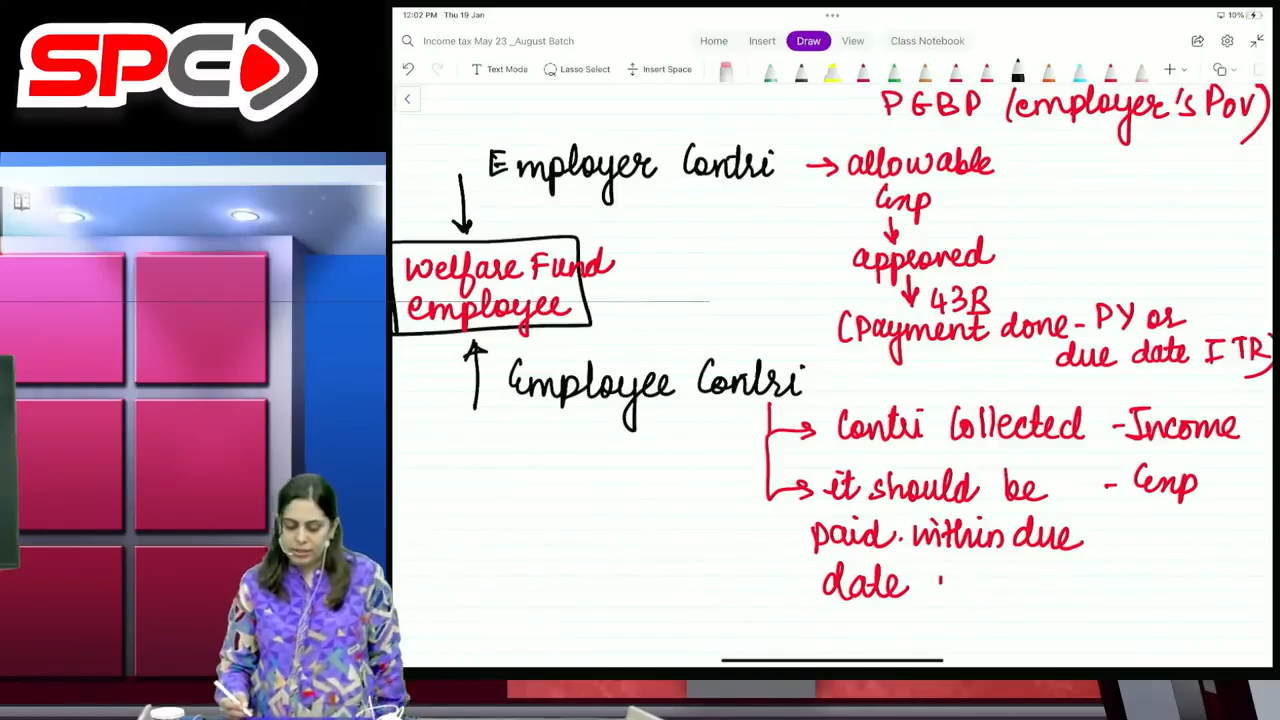 SPC
12:02 PM Thu 19 Jan
10%
Income tax May 23 _August Batch
Home Insert Draw View Class Notebook
Text Mode Lasso Select Insert Space
PGBP (employer's Pov)
Employer Contri → allowable
Exp
Welfare Fund
employee
approved
43B
(Payment done - PY or
due date ITR)
Employee Contri
Contri Collected - Income
it should be - Exp
paid within due
date